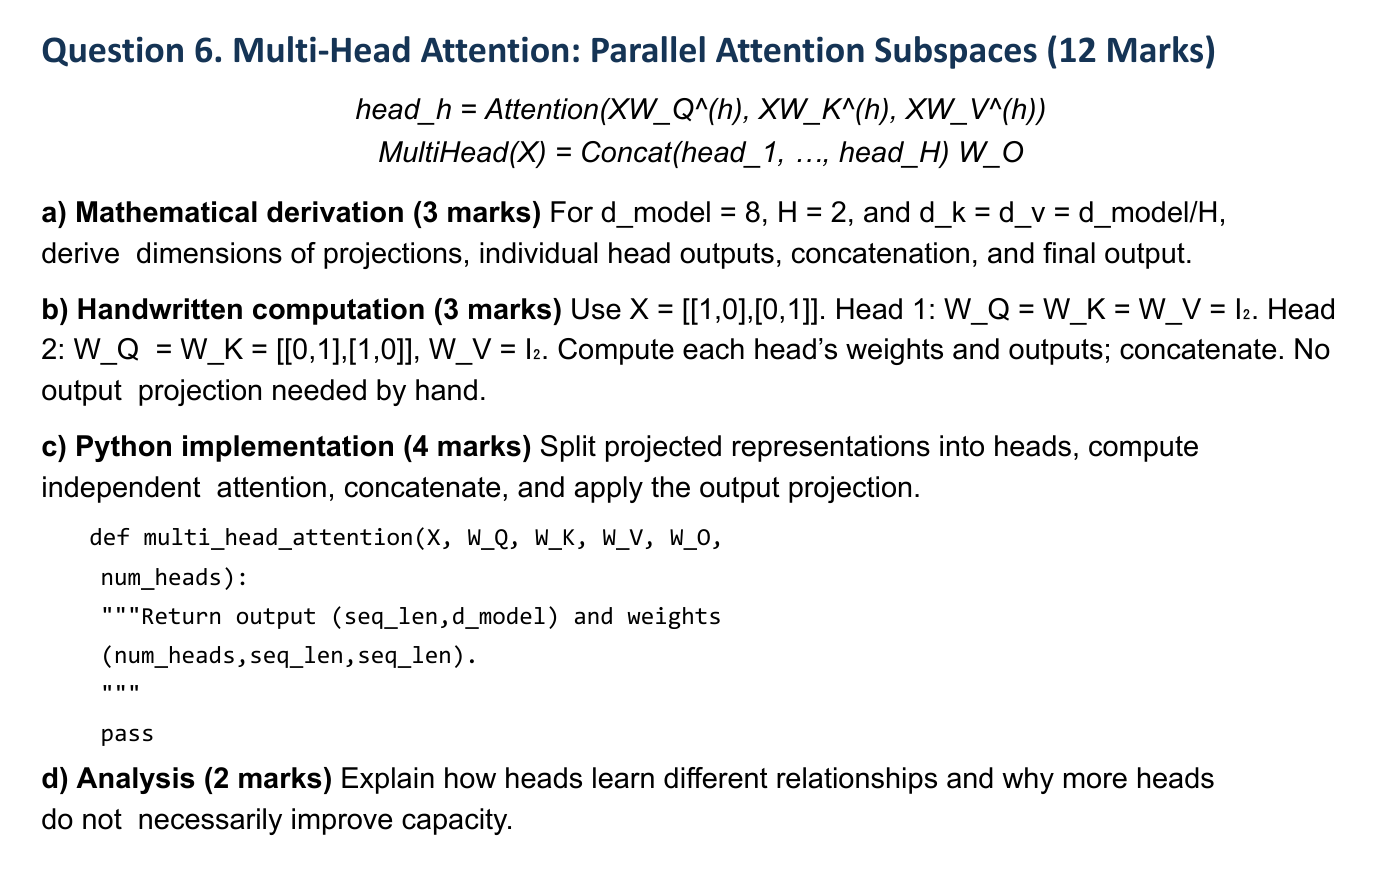 Question 6. Multi-Head Attention: Parallel Attention Subspaces (12 Marks)
head_h = Attention(XW_Q^(h), XW_K^(h), XW_V^(h))
MultiHead(X) = Concat(head_1, …, head_H) W_O
a) Mathematical derivation (3 marks) For d_model = 8, H = 2, and d_k = d_v = d_model/H,
derive  dimensions of projections, individual head outputs, concatenation, and final output.
b) Handwritten computation (3 marks) Use X = [[1,0],[0,1]]. Head 1: W_Q = W_K = W_V = I₂. Head
2: W_Q  = W_K = [[0,1],[1,0]], W_V = I₂. Compute each head’s weights and outputs; concatenate. No
output  projection needed by hand.
c) Python implementation (4 marks) Split projected representations into heads, compute
independent  attention, concatenate, and apply the output projection.
def multi_head_attention(X, W_Q, W_K, W_V, W_O,
num_heads):
"""Return output (seq_len,d_model) and weights
(num_heads,seq_len,seq_len).
"""
pass
d) Analysis (2 marks) Explain how heads learn different relationships and why more heads
do not  necessarily improve capacity.